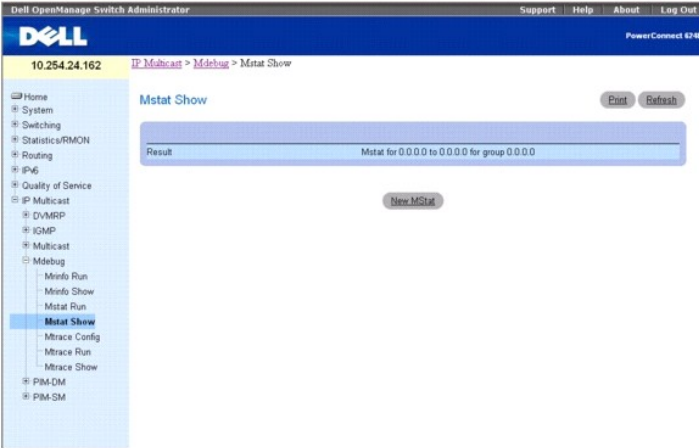 Dell OpenManage Switch Administrator
Support Help About Log Out
DELL
PowerConnect
10.254.24.162
IP Multicast > Mdebug > Mstat Show
Home
System
Switching
Statistics/RMON
Routing
IPv6
Quality of Service
IP Multicast
DVMRP
IGMP
Multicast
Mdebug
Mrinfo Run
Mrinfo Show
Mstat Run
Mstat Show
Mtrace Config
Mtrace Run
Mtrace Show
PIM-DM
PIM-SM
Mstat Show
Print Refresh
Result Mstat for 0.0.0.0 to 0.0.0.0 for group 0.0.0.0
New MStat